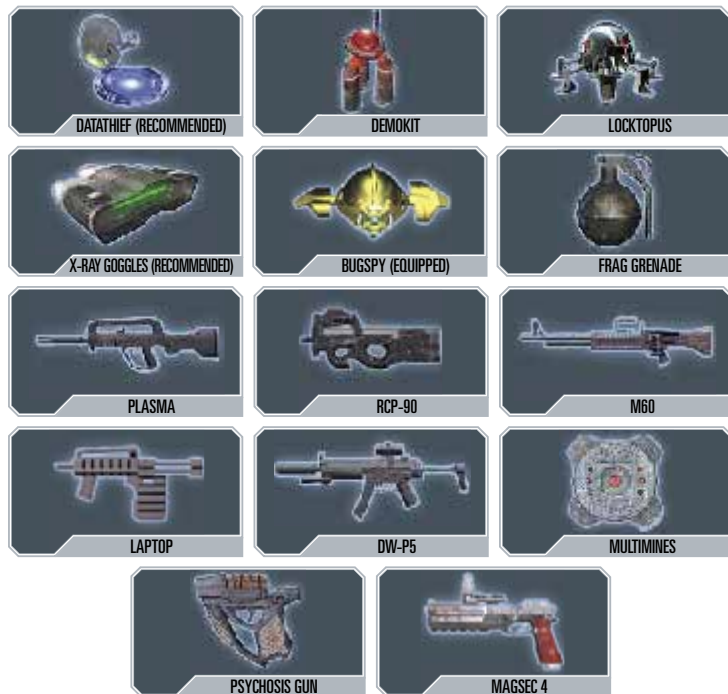 DATATHIEF (RECOMMENDED)
DEMOKIT
LOCKTOPUS
X-RAY GOGGLES (RECOMMENDED)
BUGSPY (EQUIPPED)
FRAG GRENADE
PLASMA
RCP-90
M60
LAPTOP
DW-P5
MULTIMINES
PSYCHOSIS GUN
MAGSEC 4